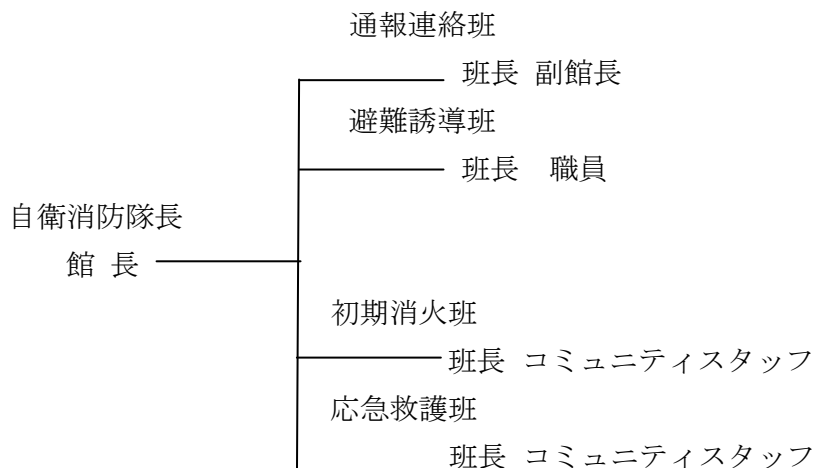 通報連絡班
班長 副館長
避難誘導班
班長 職員
自衛消防隊長
館 長
初期消火班
班長 コミュニティスタッフ
応急救護班
班長 コミュニティスタッフ